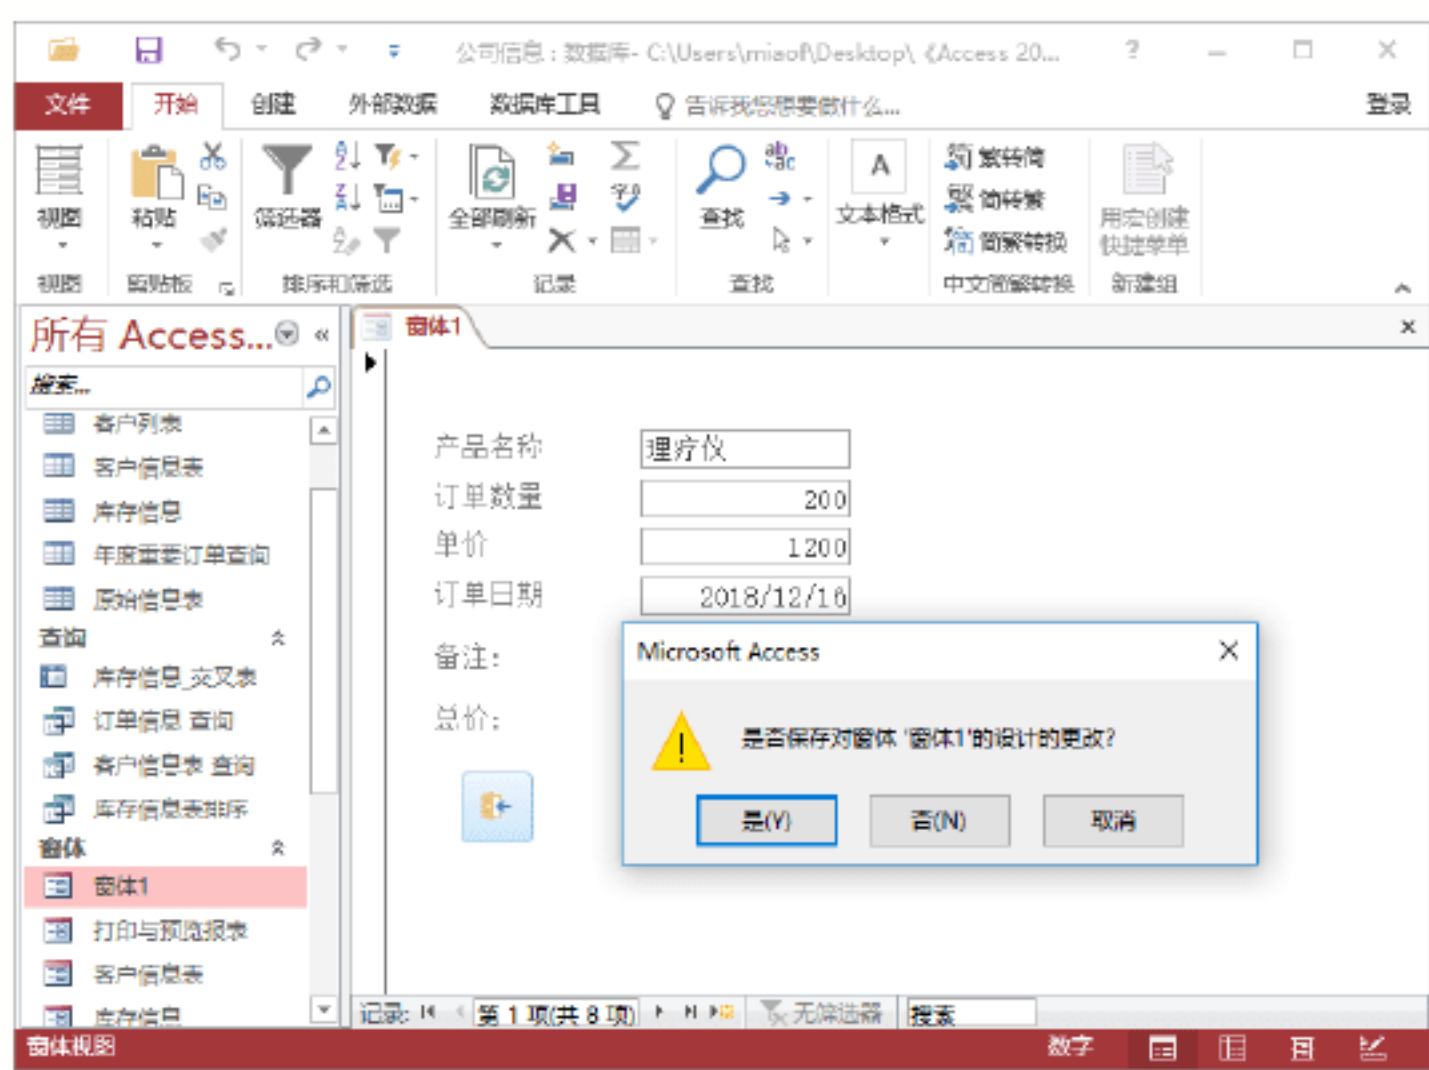 公司信息 : 数据库- C:\Users\miaof\Desktop\《Access 20...
?
文件 开始 创建 外部数据 数据库工具 告诉我您想要做什么... 登录
视图
粘贴
筛选器
全部刷新
查找
文本格式
繁转简
简转繁
简繁转换
用宏创建
快捷菜单
视图 剪贴板 排序和筛选 记录 查找 中文简繁转换 新建组
所有 Access... «
搜索...
客户列表
客户信息表
库存信息
年度重要订单查询
原始信息表
查询
库存信息_交叉表
订单信息 查询
客户信息表 查询
库存信息表排序
窗体
窗体1
打印与预览报表
客户信息表
库存信息
窗体1
产品名称 理疗仪
订单数量 200
单价 1200
订单日期 2018/12/16
备注:
总价:
Microsoft Access
是否保存对窗体 '窗体1'的设计的更改?
是(Y) 否(N) 取消
记录: 第 1 项(共 8 项) 无筛选器 搜索
窗体视图 数字